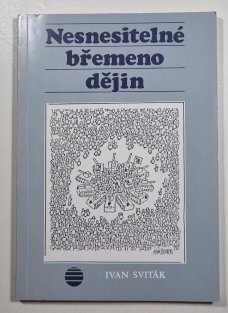 Nesnesitelné
břemeno
dějin
IVAN SVITÁK